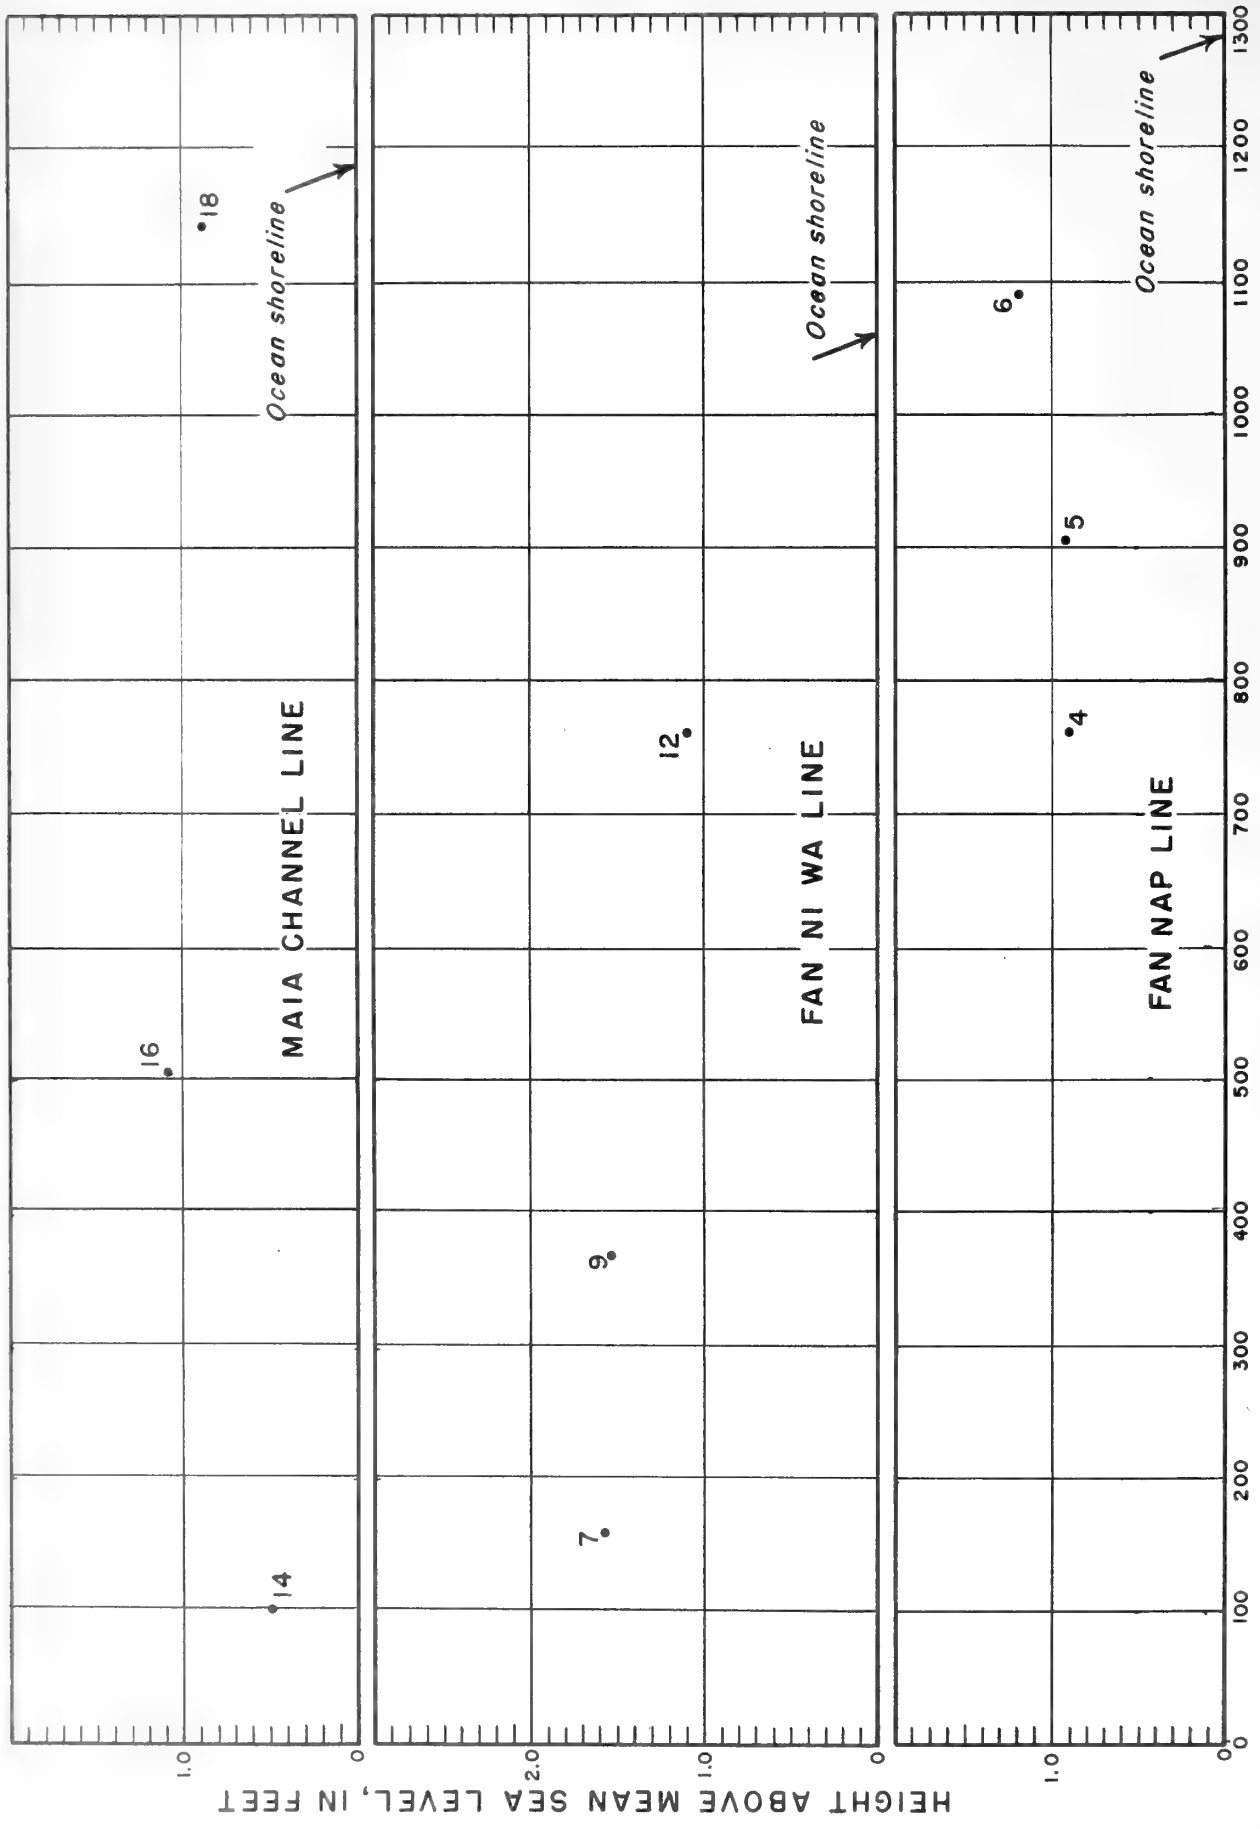 HEIGHT ABOVE MEAN SEA LEVEL, IN FEET
1.0
0
14
16
18
MAIA CHANNEL LINE
Ocean shoreline
2.0
1.0
0
7
9
12
FAN NI WA LINE
Ocean shoreline
1.0
0
4
5
6
FAN NAP LINE
Ocean shoreline
0 100 200 300 400 500 600 700 800 900 1000 1100 1200 1300